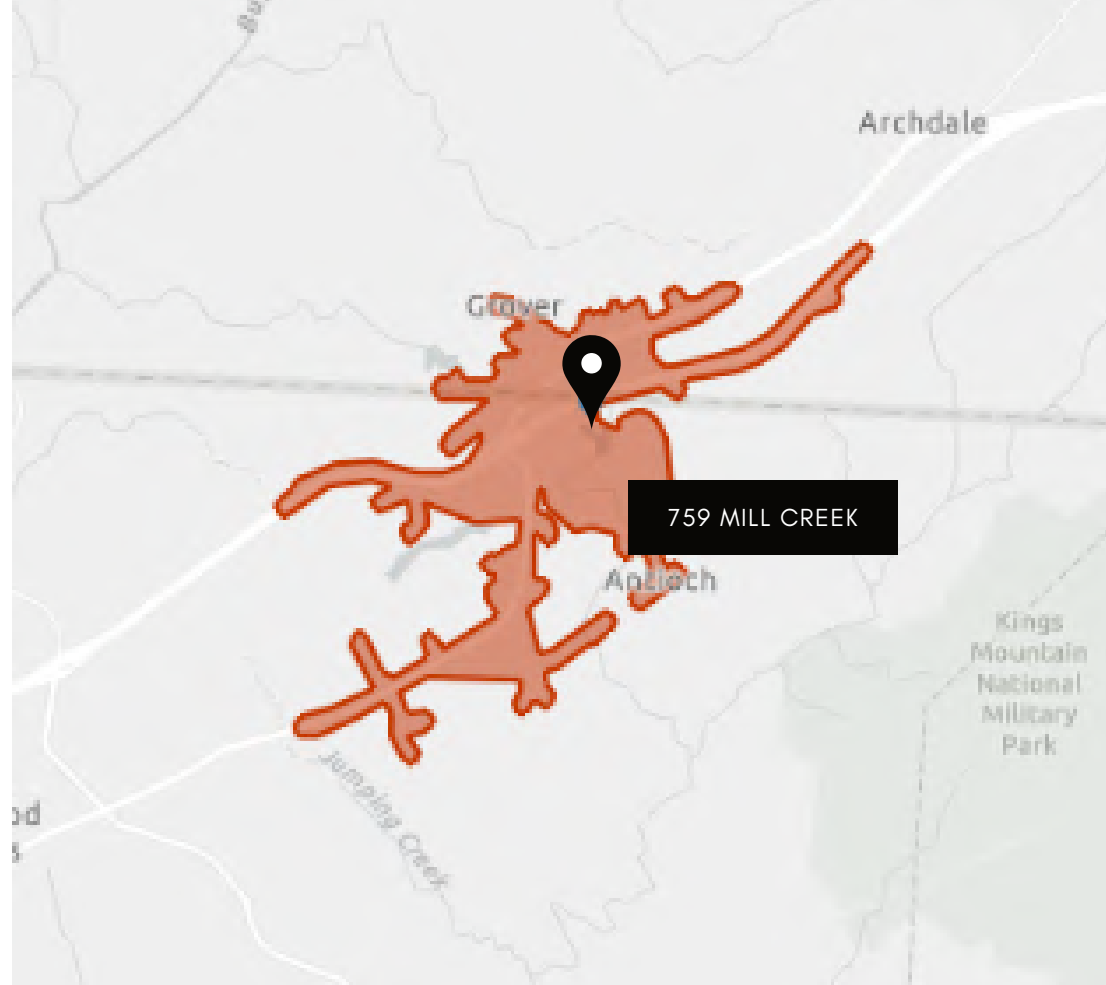 Archdale
Grover
759 MILL CREEK
Antioch
Kings
Mountain
National
Military
Park
Jumping Creek